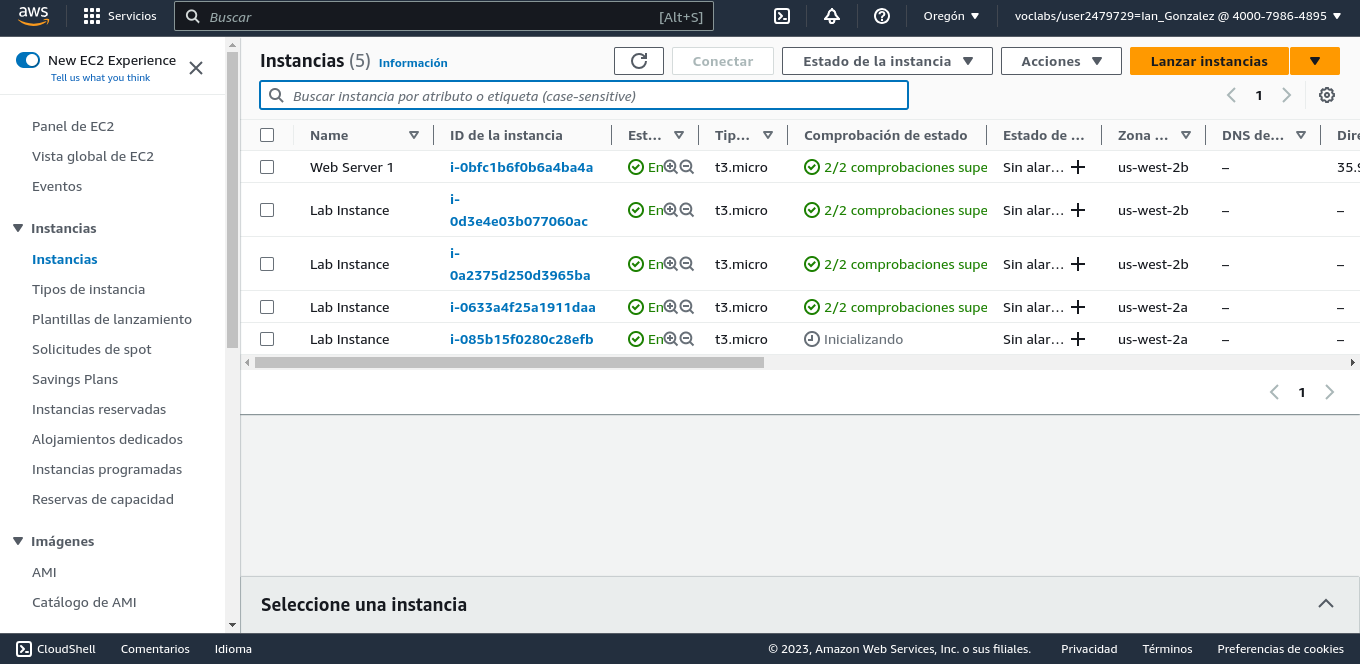 aws
Servicios
Buscar
[Alt+S]
Oregón
voclabs/user2479729=Ian_Gonzalez @ 4000-7986-4895
New EC2 Experience
Tell us what you think
Panel de EC2
Vista global de EC2
Eventos
Instancias
Instancias
Tipos de instancia
Plantillas de lanzamiento
Solicitudes de spot
Savings Plans
Instancias reservadas
Alojamientos dedicados
Instancias programadas
Reservas de capacidad
Imágenes
AMI
Catálogo de AMI
Instancias (5) Información
Conectar
Estado de la instancia
Acciones
Lanzar instancias
Buscar instancia por atributo o etiqueta (case-sensitive)
1
Name ID de la instancia Est... Tip... Comprobación de estado Estado de ... Zona ... DNS de... Dire
Web Server 1 i-0bfc1b6f0b6a4ba4a En t3.micro 2/2 comprobaciones supe Sin alar... us-west-2b – 35.9
Lab Instance i-
0d3e4e03b077060ac En t3.micro 2/2 comprobaciones supe Sin alar... us-west-2b – –
Lab Instance i-
0a2375d250d3965ba En t3.micro 2/2 comprobaciones supe Sin alar... us-west-2b – –
Lab Instance i-0633a4f25a1911daa En t3.micro 2/2 comprobaciones supe Sin alar... us-west-2a – –
Lab Instance i-085b15f0280c28efb En t3.micro Inicializando Sin alar... us-west-2a – –
1
Seleccione una instancia
CloudShell Comentarios Idioma © 2023, Amazon Web Services, Inc. o sus filiales. Privacidad Términos Preferencias de cookies